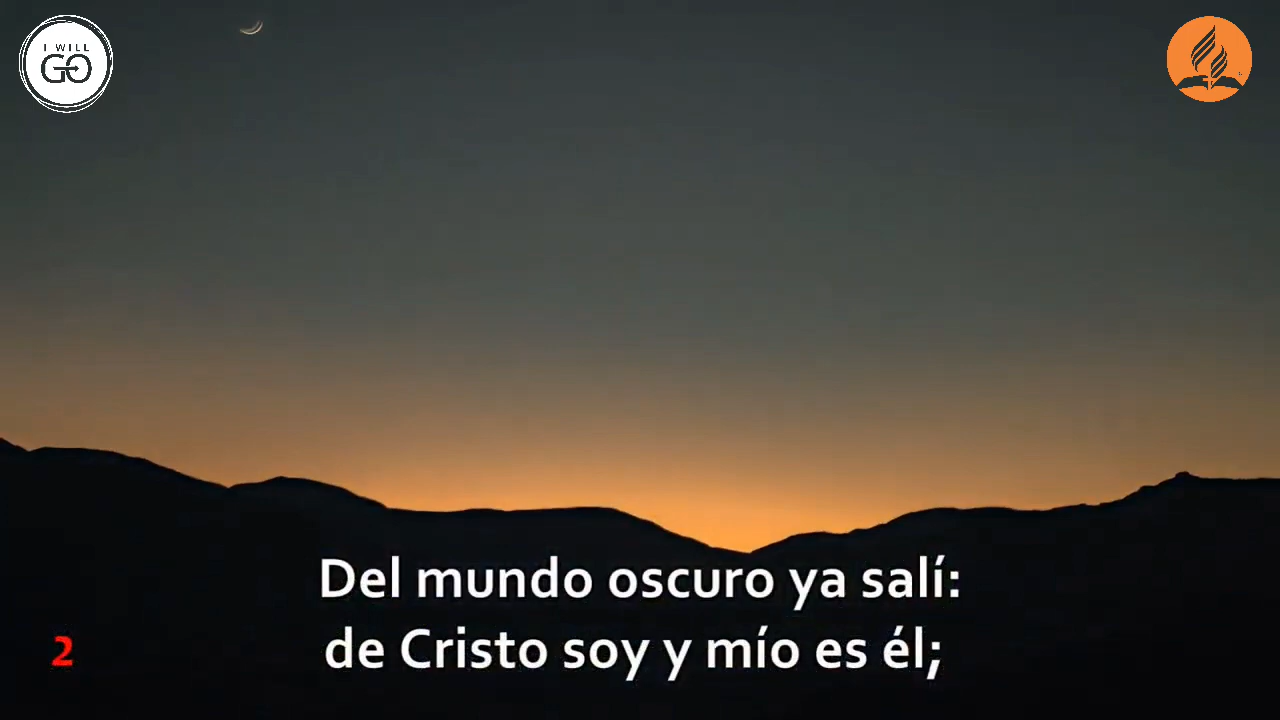 I WILL
GO
Del mundo oscuro ya salí:
de Cristo soy y mío es él;
2